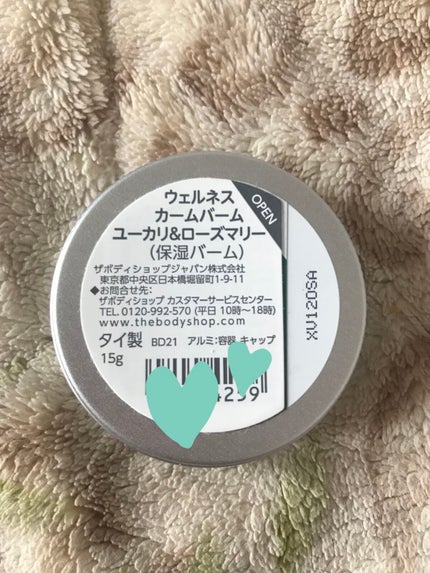 ウェルネス
カームバーム
ユーカリ&ローズマリー
(保湿バーム)
ザボディショップジャパン株式会社
東京都中央区日本橋堀留町1-9-11
◆お問合せ先:
ザボディショップ カスタマーサービスセンター
TEL 0120-992-570 (平日 10時〜18時)
www.thebodyshop.com
タイ製 BD21 アルミ:容器、キャップ
15g
4259
OPEN
XV120SA